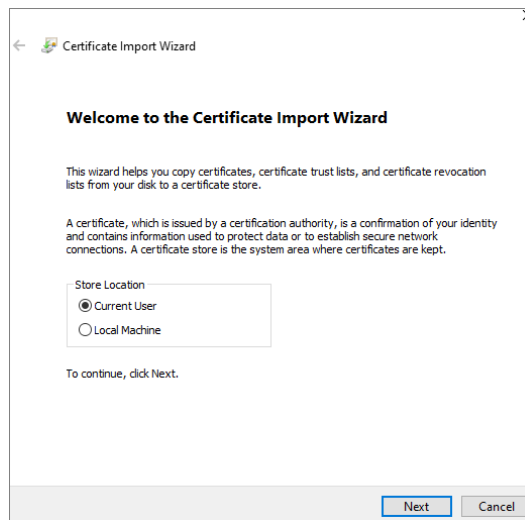 Certificate Import Wizard
Welcome to the Certificate Import Wizard
This wizard helps you copy certificates, certificate trust lists, and certificate revocation
lists from your disk to a certificate store.
A certificate, which is issued by a certification authority, is a confirmation of your identity
and contains information used to protect data or to establish secure network
connections. A certificate store is the system area where certificates are kept.
Store Location
Current User
Local Machine
To continue, click Next.
Next
Cancel